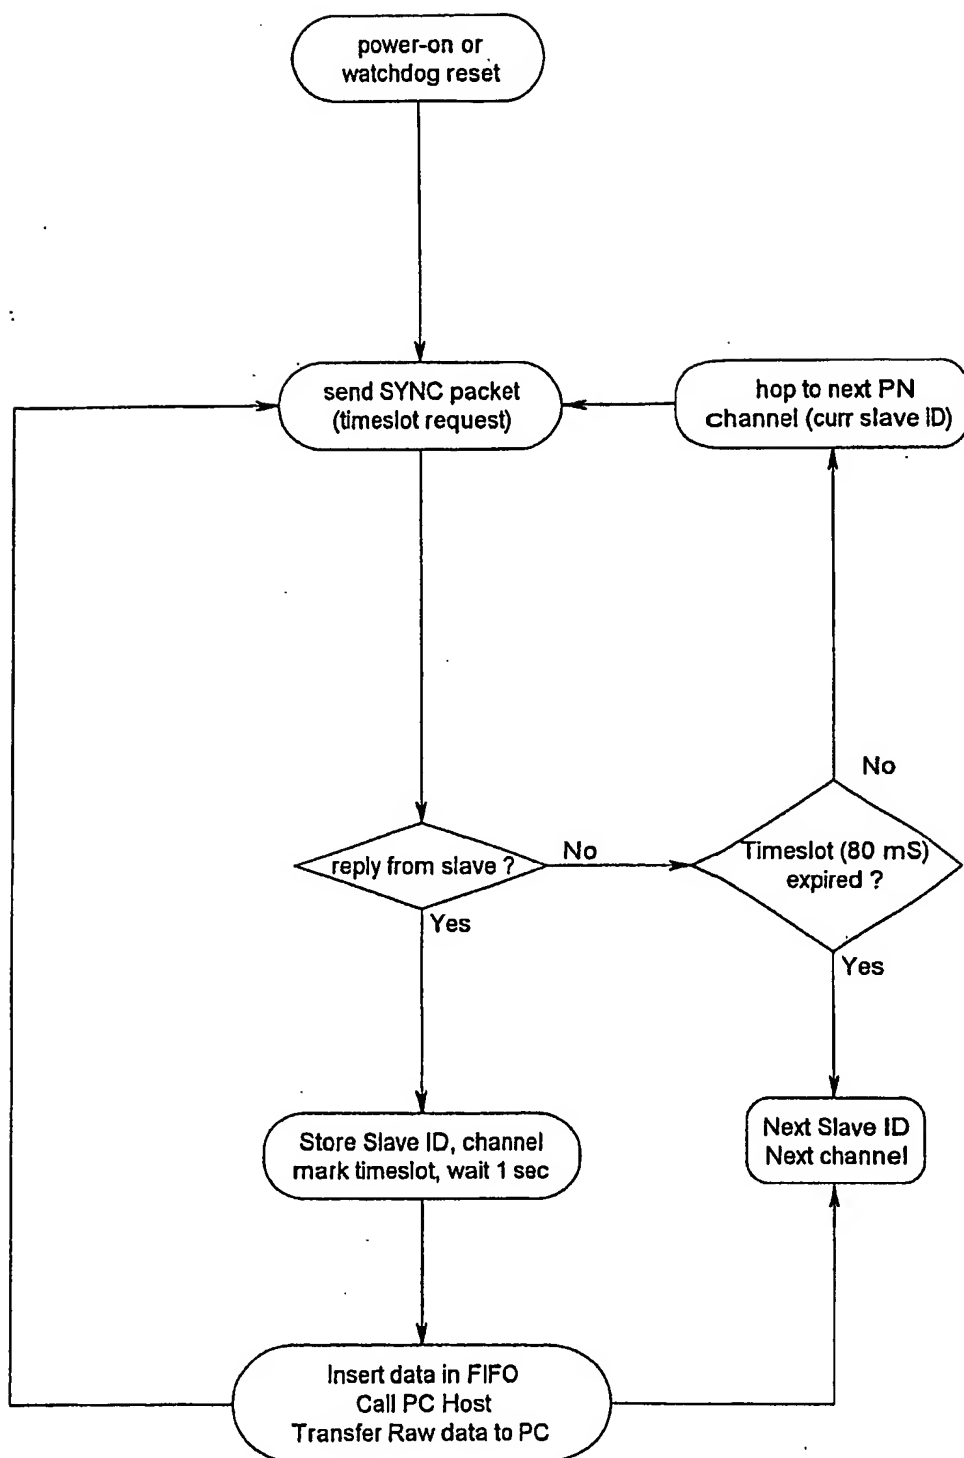 power-on or
watchdog reset
send SYNC packet
(timeslot request)
hop to next PN
channel (curr slave ID)
No
reply from slave ?
No
Timeslot (80 mS)
expired ?
Yes
Yes
Store Slave ID, channel
mark timeslot, wait 1 sec
Next Slave ID
Next channel
Insert data in FIFO
Call PC Host
Transfer Raw data to PC